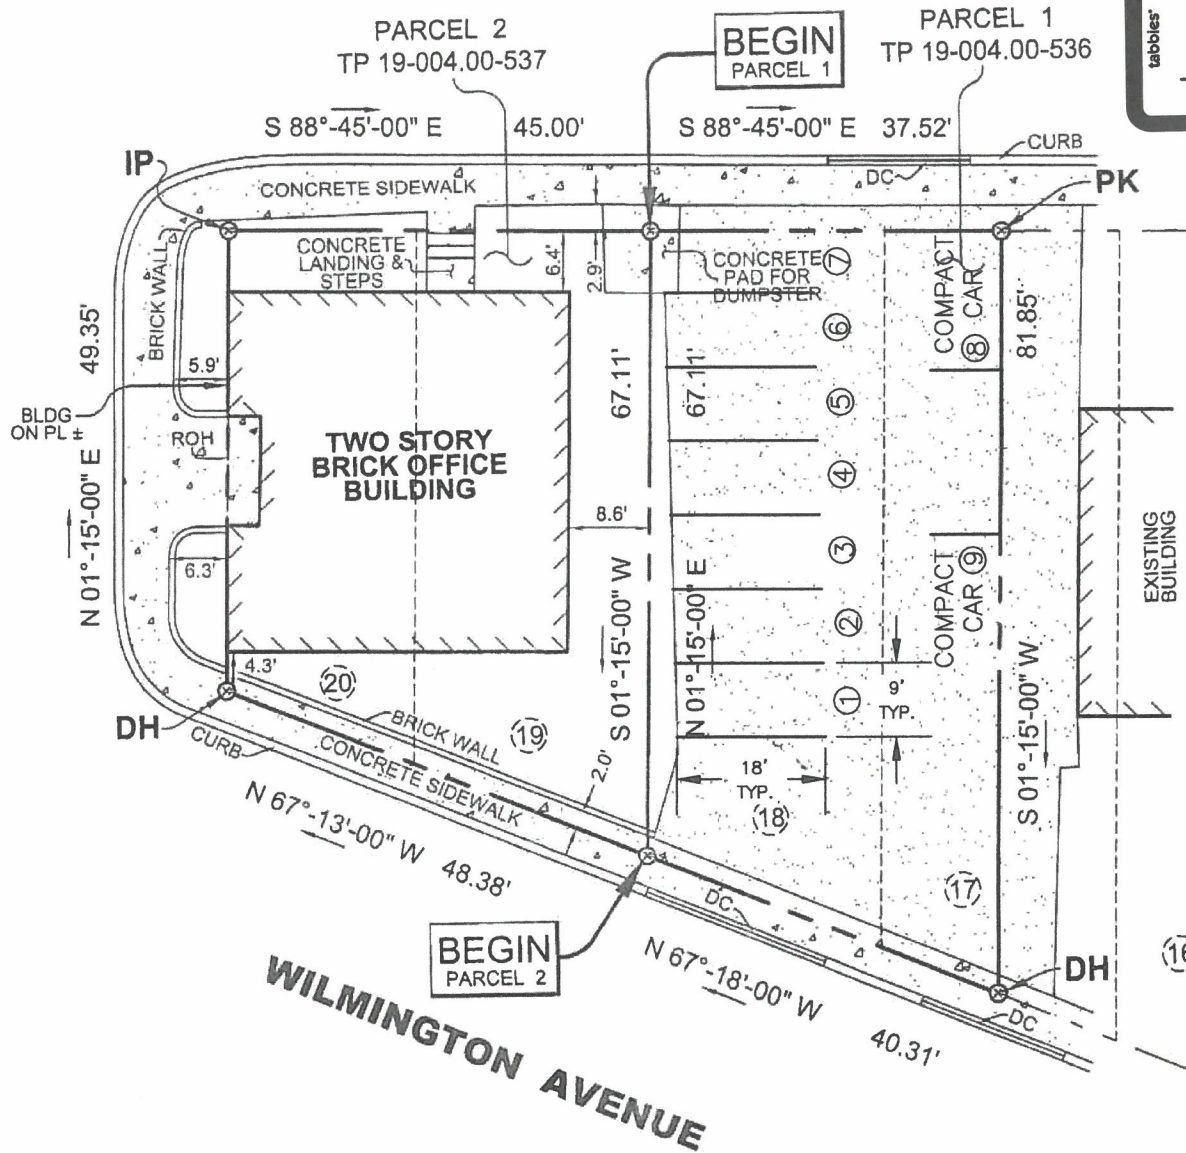 PARCEL 2
TP 19-004.00-537
BEGIN
PARCEL 1
PARCEL 1
TP 19-004.00-536
tabbies®
S 88°-45'-00" E 45.00'
S 88°-45'-00" E 37.52'
CURB
IP
CONCRETE SIDEWALK
DC
PK
BRICK WALL
CONCRETE
LANDING &
STEPS
6.4'
2.9'
CONCRETE
PAD FOR
DUMPSTER
7
COMPACT
CAR
8
81.85'
6
49.35'
N 01°-15'-00" E
5.9'
BLDG
ON PL ±
ROH
TWO STORY
BRICK OFFICE
BUILDING
67.11'
67.11'
5
4
8.6'
3
S 01°-15'-00" W
N 01°-15'-00" E
COMPACT
CAR
9
EXISTING
BUILDING
6.3'
2
4.3'
20
9'
TYP.
1
S 01°-15'-00" W
DH
CURB
BRICK WALL
19
CONCRETE SIDEWALK
2.0'
18'
TYP.
18
N 67°-13'-00" W 48.38'
17
DC
BEGIN
PARCEL 2
N 67°-18'-00" W 40.31'
DH
16
DC
WILMINGTON AVENUE